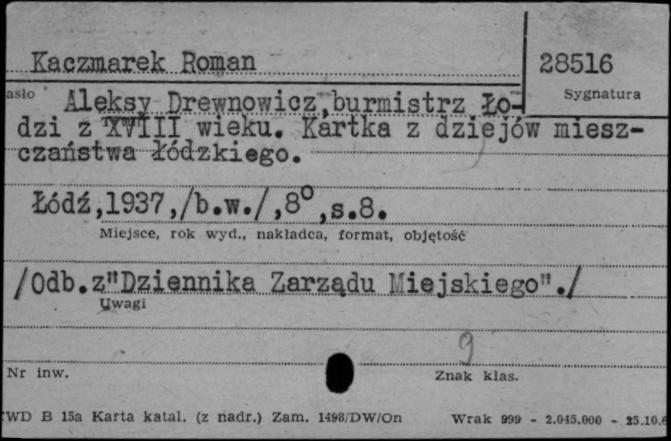 Kaczmarek Roman
28516
asło
Sygnatura
Aleksy Drewnowicz, burmistrz Ło-
dzi z XVIII wieku. Kartka z dziejów miesz-
czaństwa łódzkiego.
Łódź,1937,/b.w./,8⁰,s.8.
Miejsce, rok wyd., nakładca, format, objętość
/Odb.z"Dziennika Zarządu Miejskiego"./
Uwagi
9
Nr inw.
Znak klas.
WD B 15a Karta katal. (z nadr.) Zam. 1498/DW/On
Wrak 999 - 2.045.000 - 25.10.